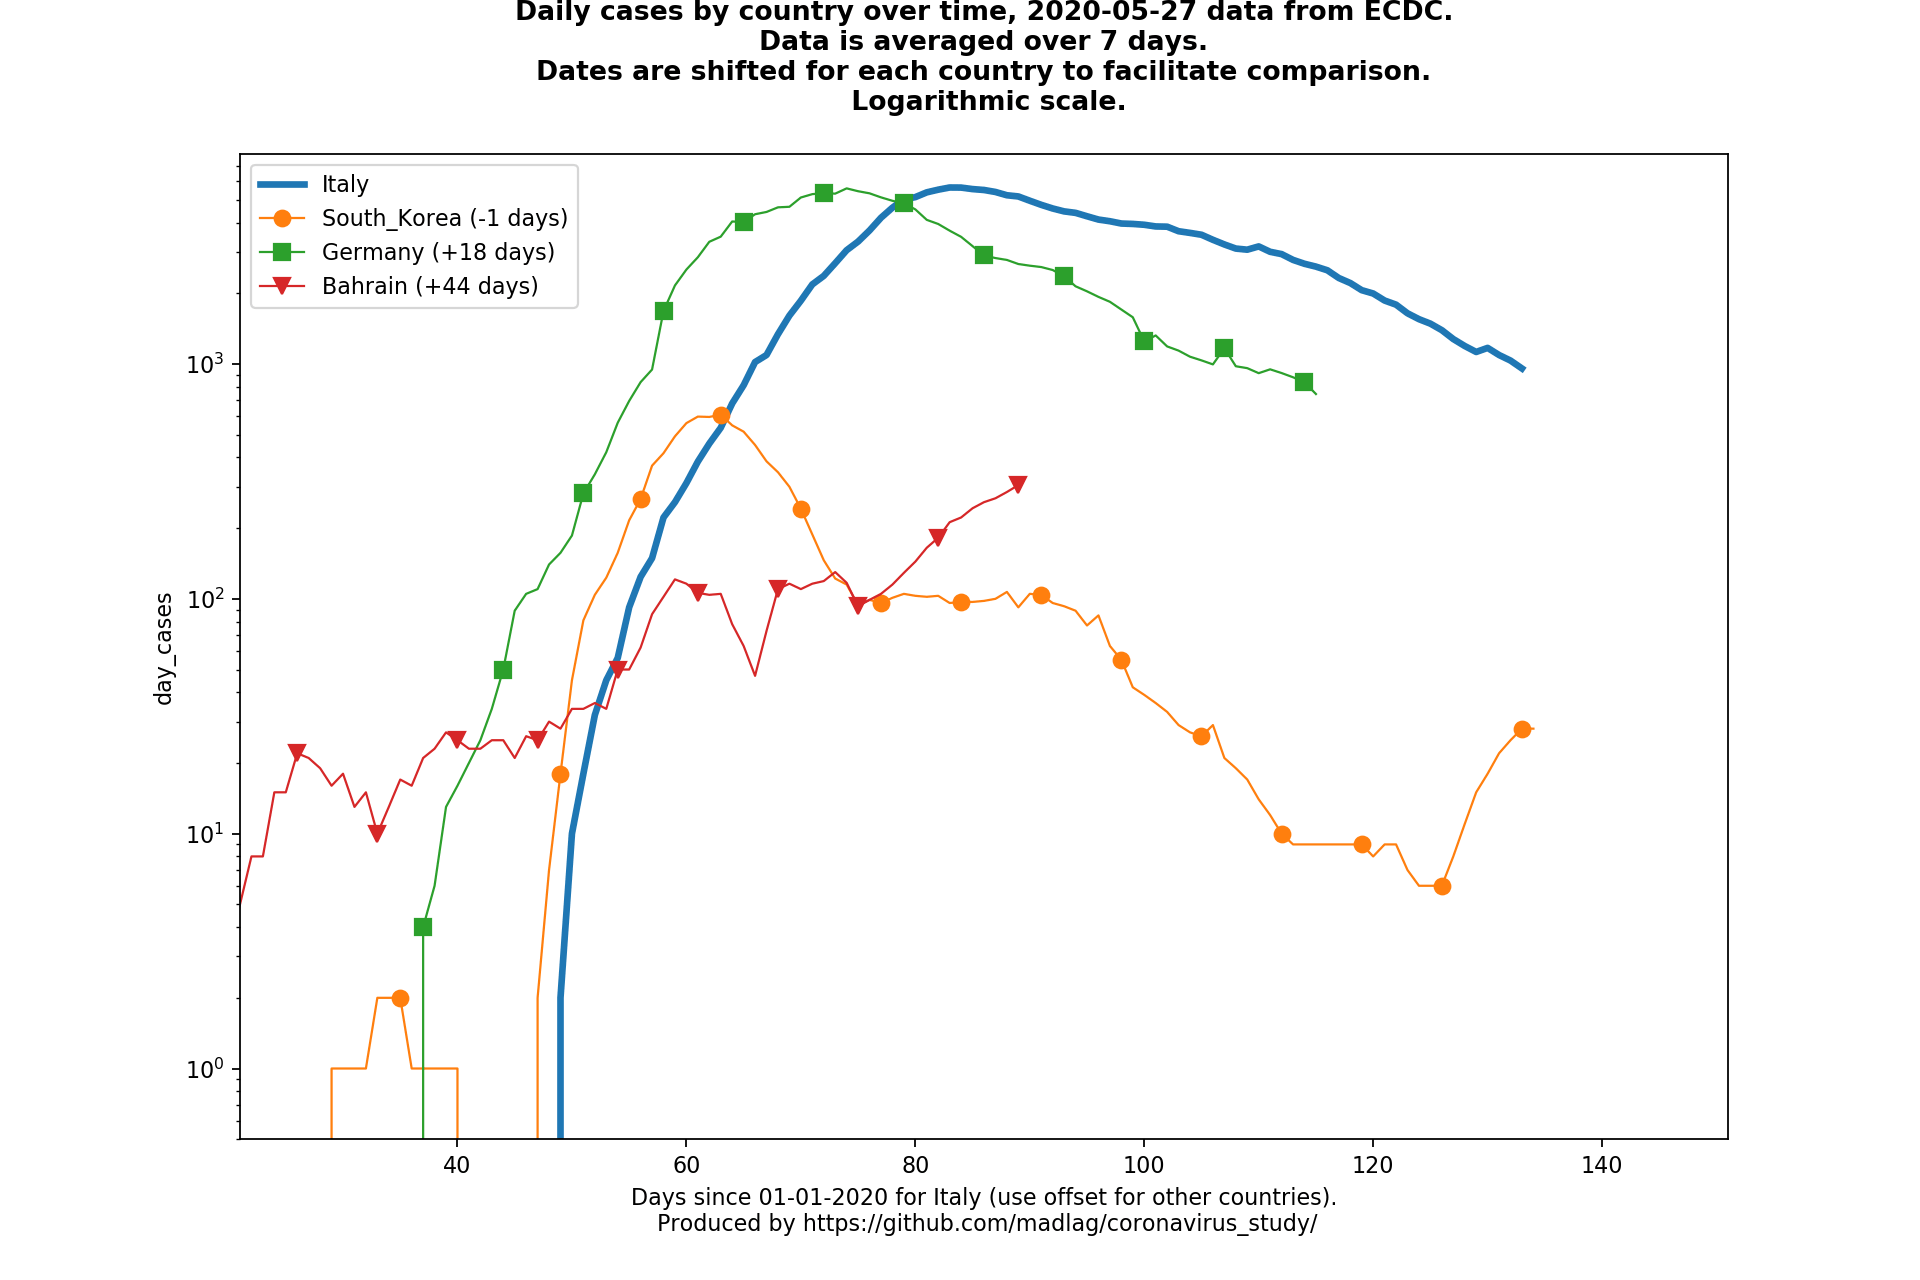 Daily cases by country over time, 2020-05-27 data from ECDC.
Data is averaged over 7 days.
Dates are shifted for each country to facilitate comparison.
Logarithmic scale.
Italy
South_Korea (-1 days)
Germany (+18 days)
Bahrain (+44 days)
day_cases
10³
10²
10¹
10⁰
40 60 80 100 120 140
Days since 01-01-2020 for Italy (use offset for other countries).
Produced by https://github.com/madlag/coronavirus_study/